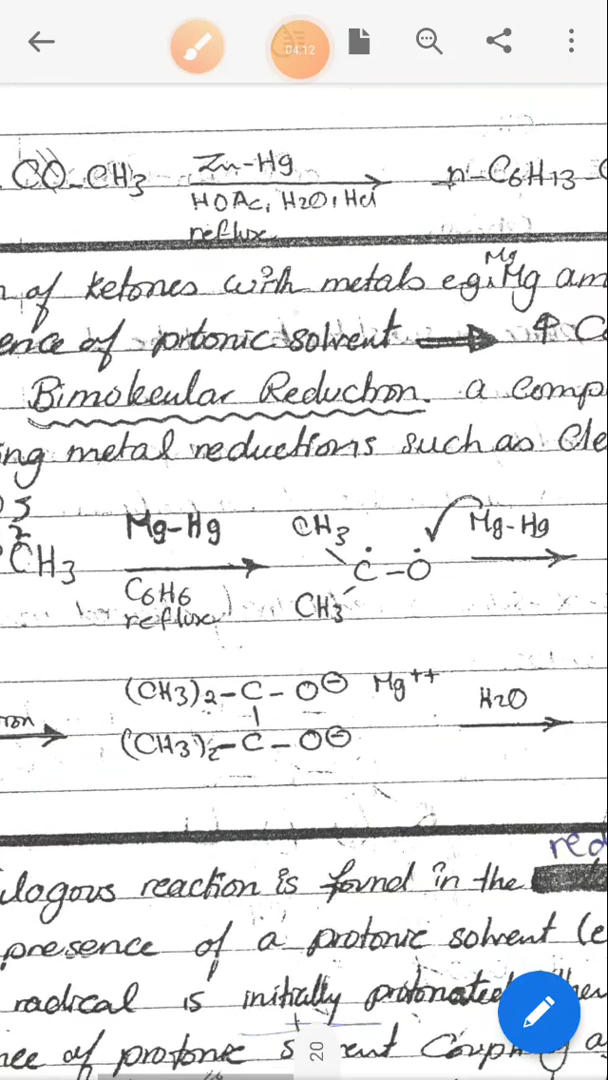 04:12
CO-CH3 Zn-Hg n-C6H13-
HOAc, H2O, Hcl
reflux
Mg
of ketones with metals eg. Mg am
ence of prtonic solvent → ↑ C
Bimolecular Reduction. a comp
ing metal reductions such as Cle
CH3 Mg-Hg CH3 Ċ-Ȯ Mg-Hg
C6H6 CH3
reflux
(CH3)2-C-O⊖ Mg++ H2O
(CH3)2-C-O⊖
red
logous reaction is found in the
presence of a protonic solvent (e
radical is initially protonated
nce of protonic
20